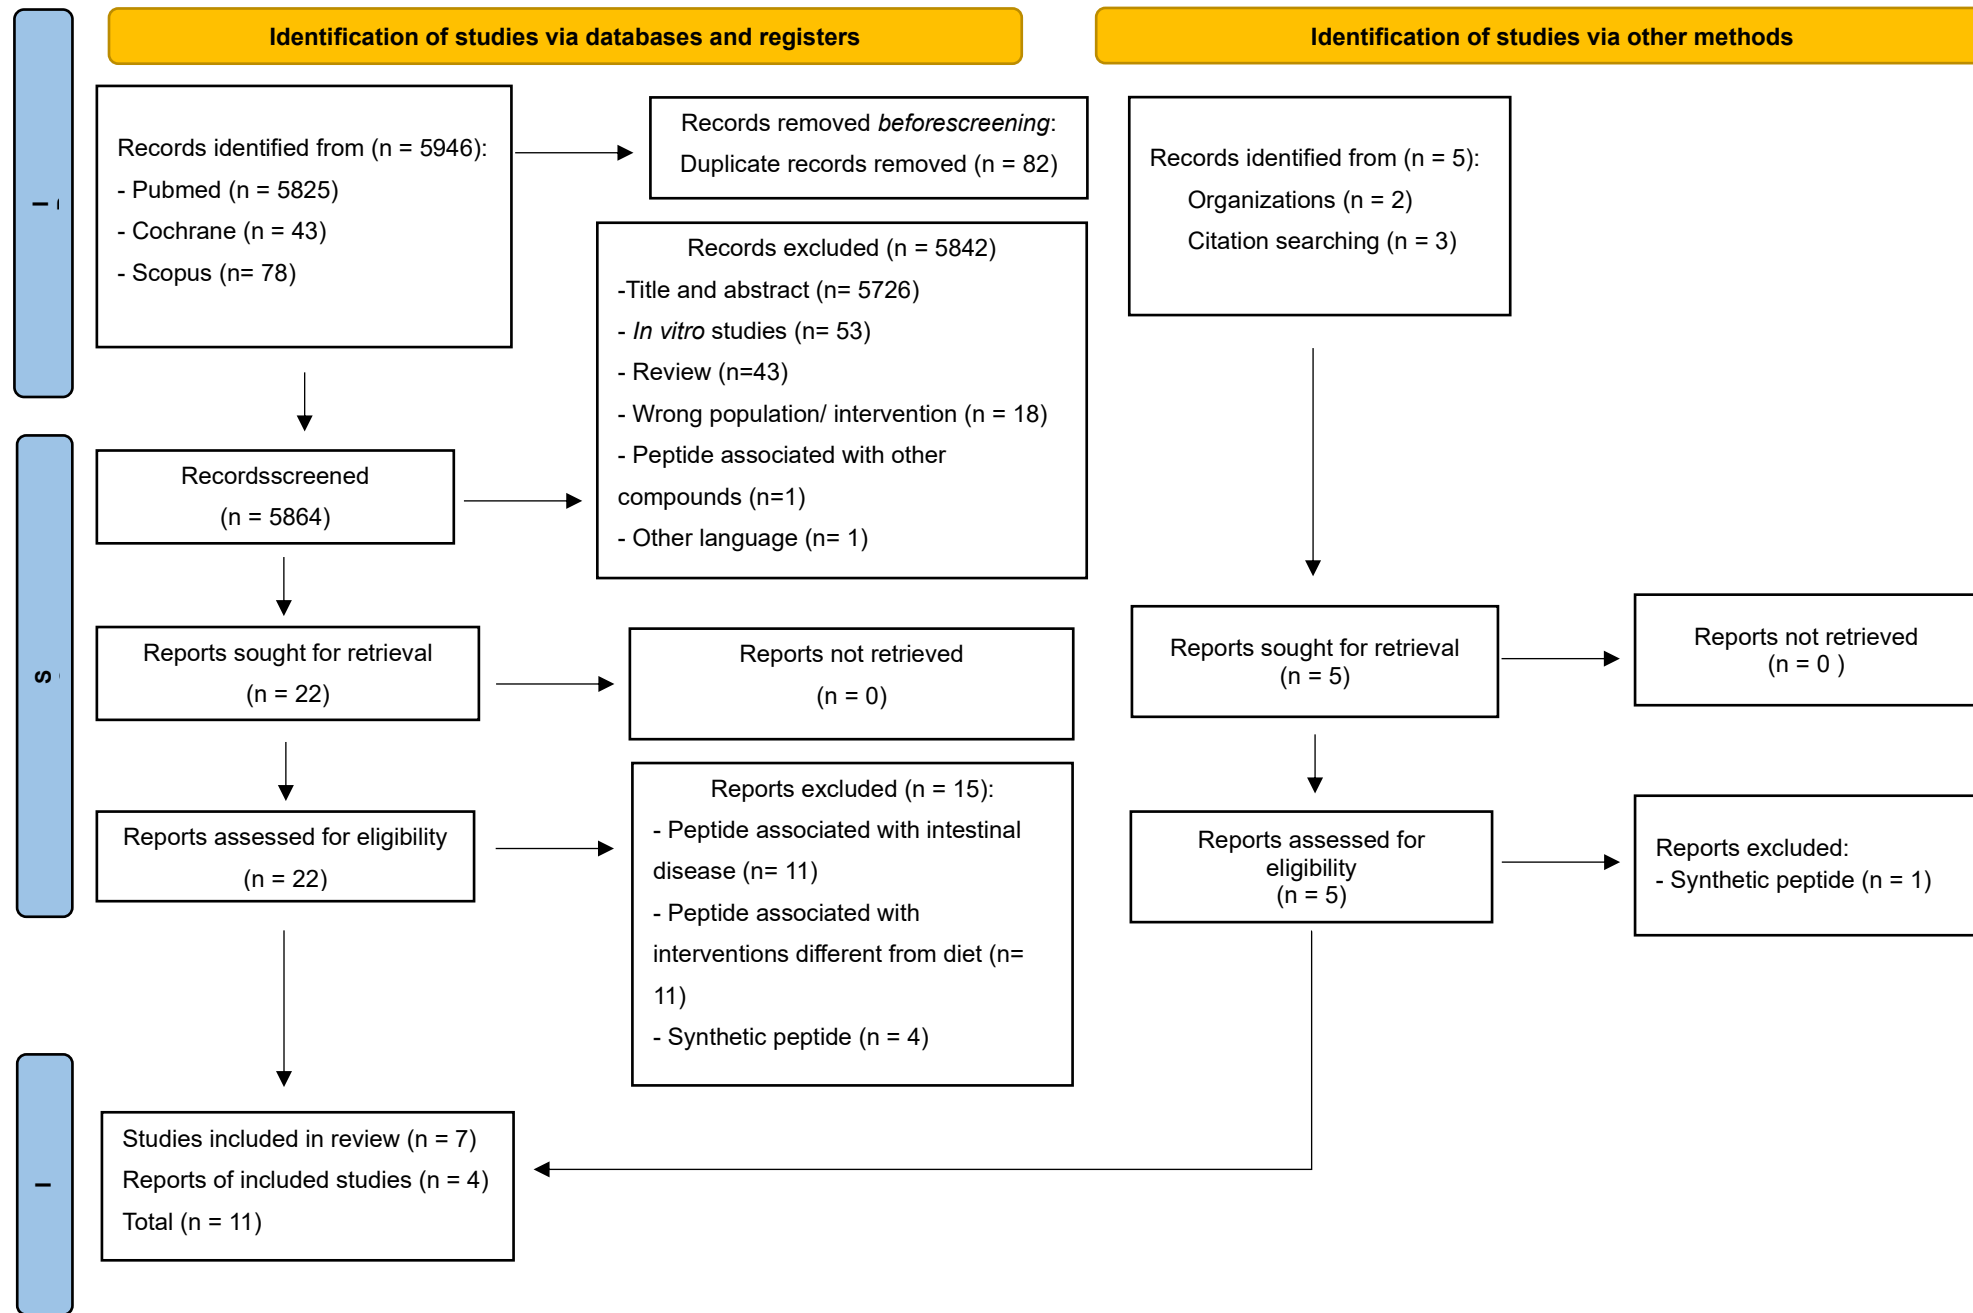 Identification of studies via databases and registers
Identification of studies via other methods
Records identified from (n = 5946):
- Pubmed (n = 5825)
- Cochrane (n = 43)
- Scopus (n= 78)
Records removed beforescreening:
Duplicate records removed (n = 82)
Records identified from (n = 5):
Organizations (n = 2)
Citation searching (n = 3)
Records excluded (n = 5842)
-Title and abstract (n= 5726)
- In vitro studies (n= 53)
- Review (n=43)
- Wrong population/ intervention (n = 18)
- Peptide associated with other
compounds (n=1)
- Other language (n= 1)
Recordsscreened
(n = 5864)
Reports sought for retrieval
(n = 22)
Reports not retrieved
(n = 0)
Reports sought for retrieval
(n = 5)
Reports not retrieved
(n = 0 )
Reports assessed for eligibility
(n = 22)
Reports excluded (n = 15):
- Peptide associated with intestinal
disease (n= 11)
- Peptide associated with
interventions different from diet (n=
11)
- Synthetic peptide (n = 4)
Reports assessed for
eligibility
(n = 5)
Reports excluded:
- Synthetic peptide (n = 1)
Studies included in review (n = 7)
Reports of included studies (n = 4)
Total (n = 11)